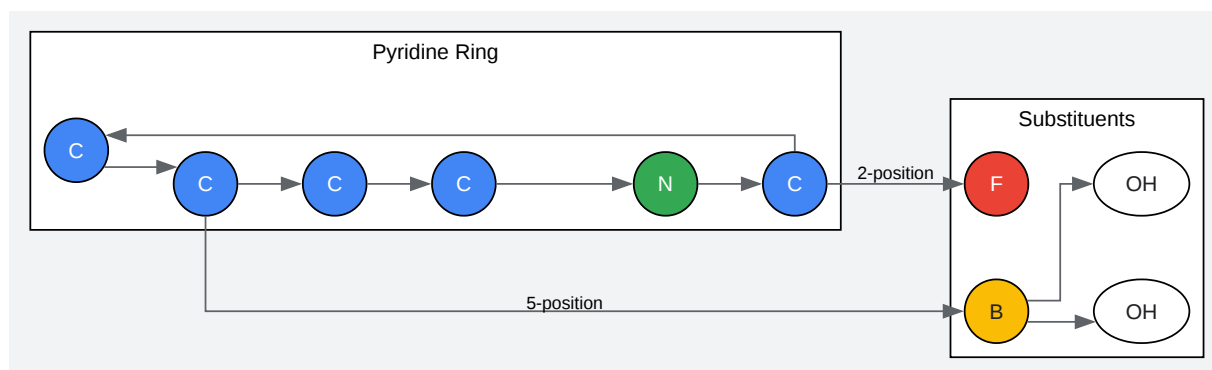 Pyridine Ring
Substituents
C
C
C
C
N
C
2-position
F
OH
5-position
B
OH